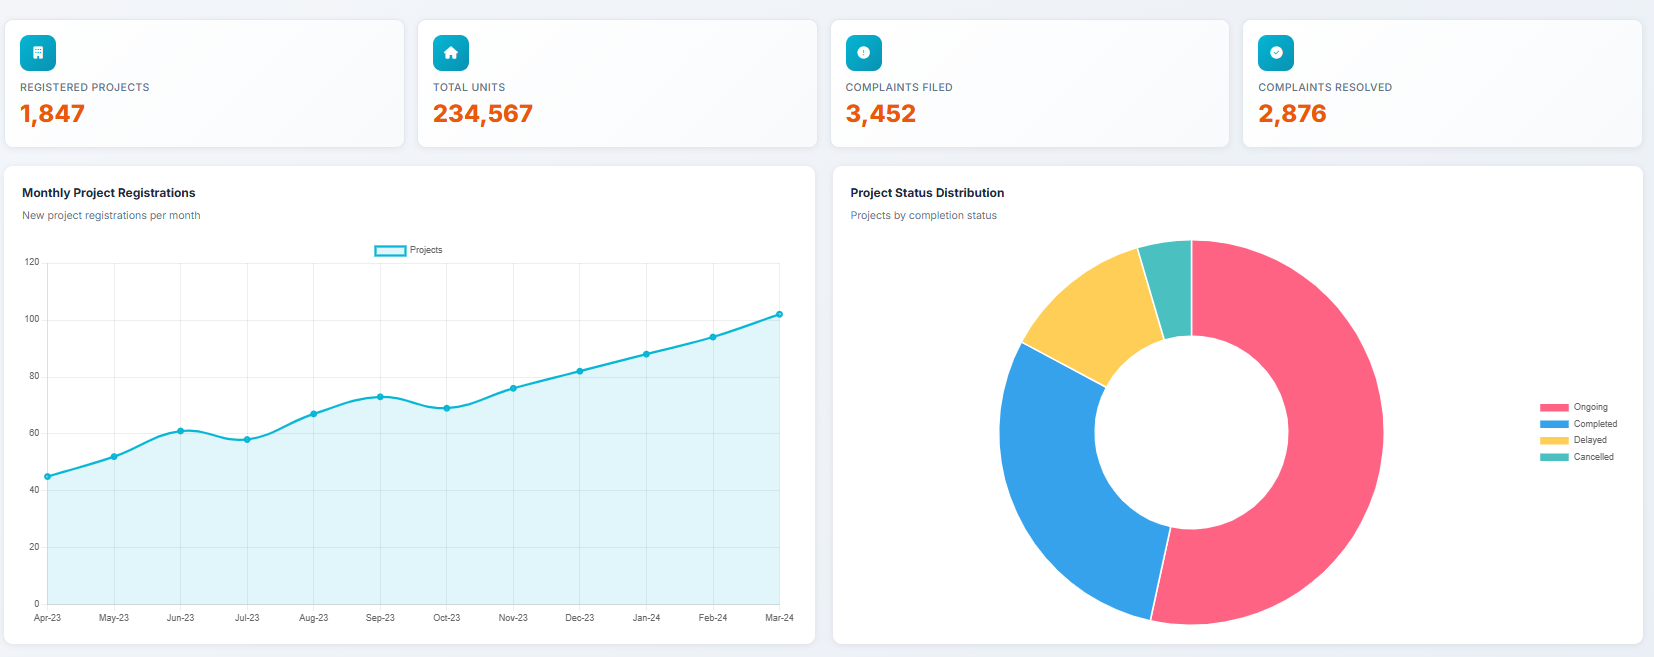 REGISTERED PROJECTS
1,847
TOTAL UNITS
234,567
COMPLAINTS FILED
3,452
COMPLAINTS RESOLVED
2,876
Monthly Project Registrations
New project registrations per month
Projects
120
100
80
60
40
20
0
Apr-23 May-23 Jun-23 Jul-23 Aug-23 Sep-23 Oct-23 Nov-23 Dec-23 Jan-24 Feb-24 Mar-24
Project Status Distribution
Projects by completion status
Ongoing
Completed
Delayed
Cancelled